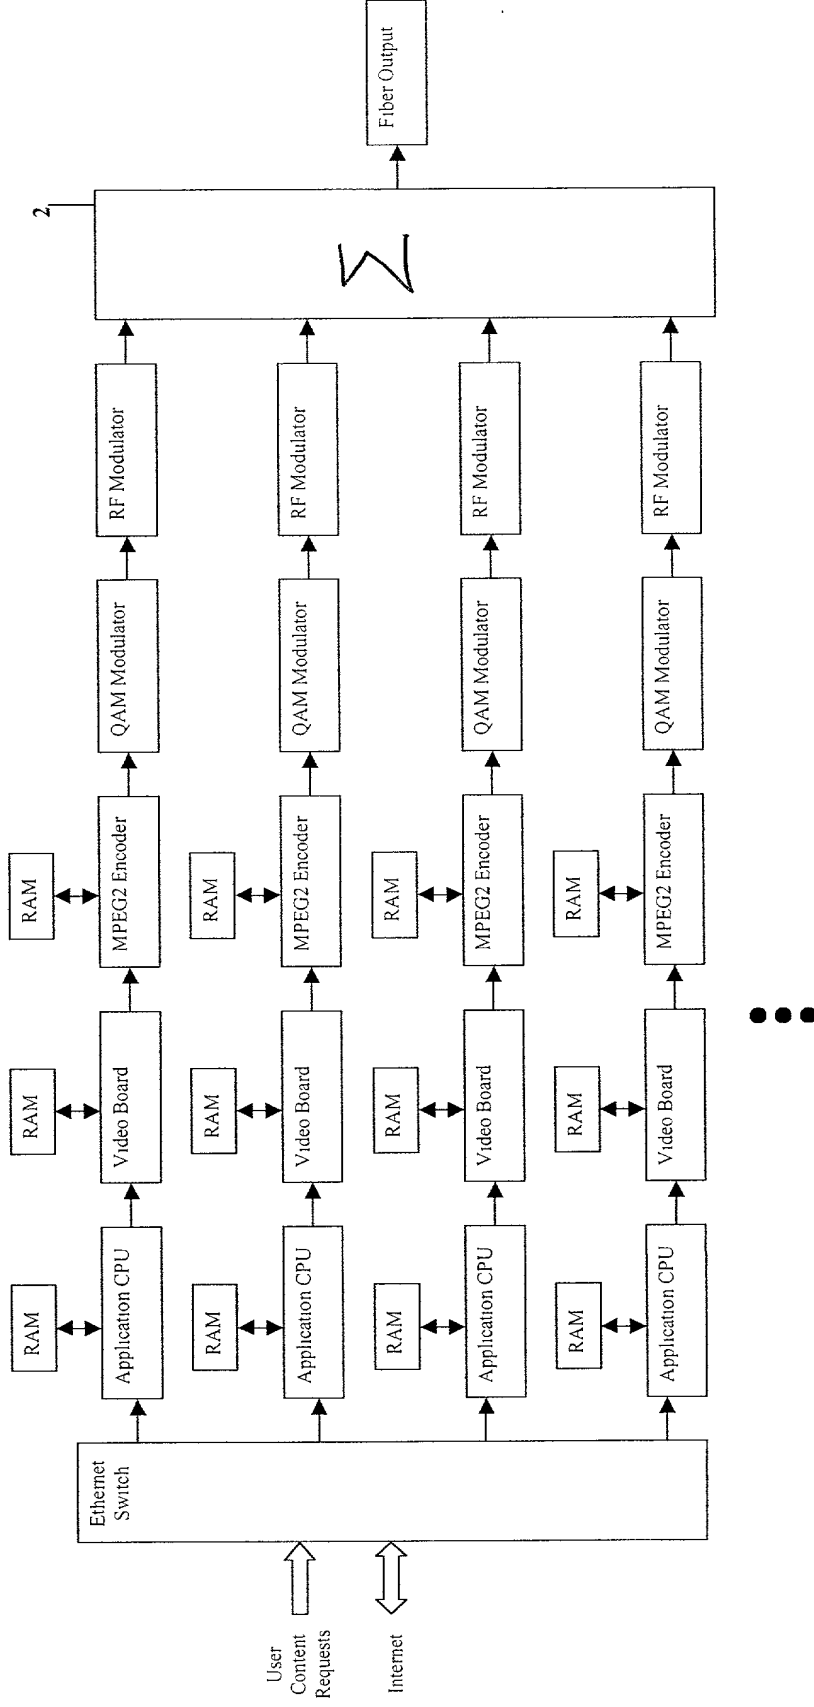 2
RAM
RAM
RAM
Ethernet
Switch
Application CPU
Video Board
MPEG2 Encoder
QAM Modulator
RF Modulator
RAM
RAM
RAM
User
Content
Requests
Application CPU
Video Board
MPEG2 Encoder
QAM Modulator
RF Modulator
Σ
Fiber Output
Internet
RAM
RAM
RAM
Application CPU
Video Board
MPEG2 Encoder
QAM Modulator
RF Modulator
RAM
RAM
RAM
Application CPU
Video Board
MPEG2 Encoder
QAM Modulator
RF Modulator